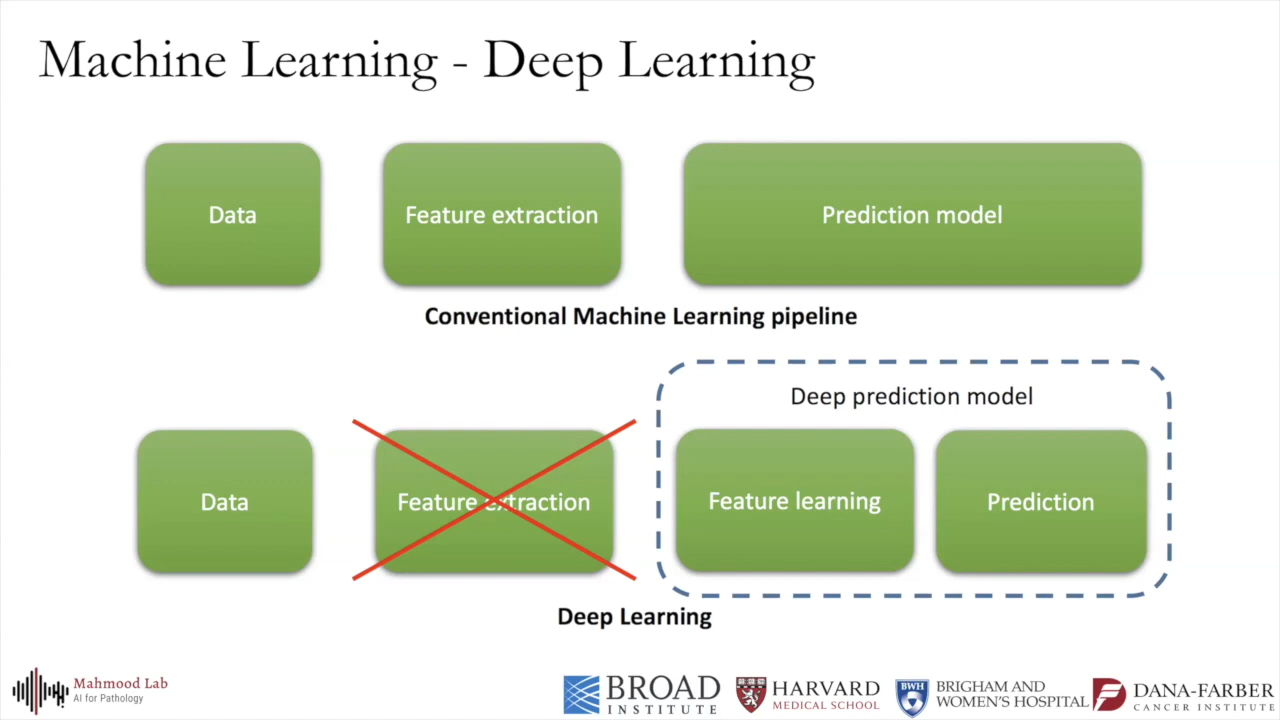 Machine Learning - Deep Learning
Data
Feature extraction
Prediction model
Conventional Machine Learning pipeline
Deep prediction model
Data
Feature extraction
Feature learning
Prediction
Deep Learning
Mahmood Lab
AI for Pathology
BROAD
INSTITUTE
HARVARD
MEDICAL SCHOOL
BWH
BRIGHAM AND
WOMEN'S HOSPITAL
DANA-FARBER
CANCER INSTITUTE